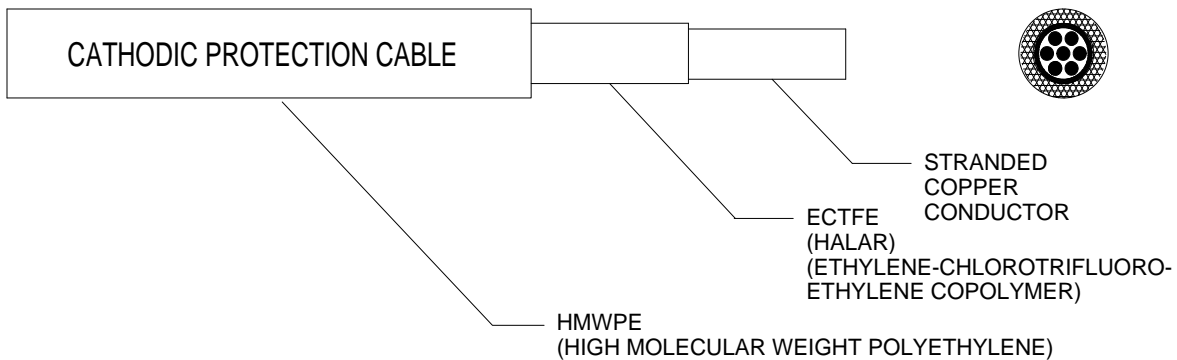 CATHODIC PROTECTION CABLE
STRANDED
COPPER
CONDUCTOR
ECTFE
(HALAR)
(ETHYLENE-CHLOROTRIFLUORO-
ETHYLENE COPOLYMER)
HMWPE
(HIGH MOLECULAR WEIGHT POLYETHYLENE)